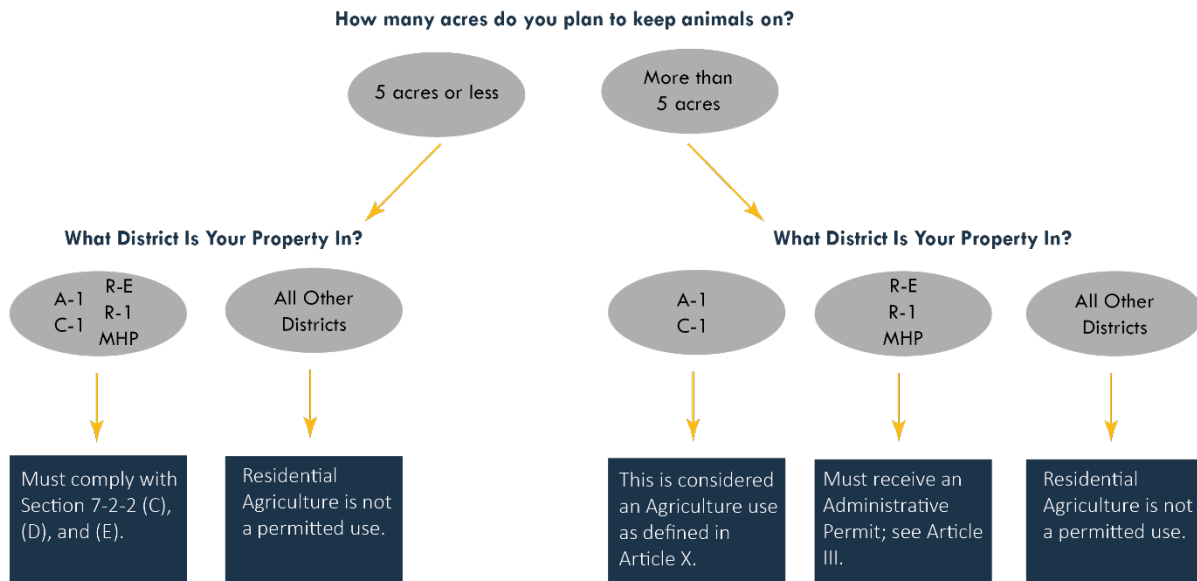 How many acres do you plan to keep animals on?
5 acres or less
More than
5 acres
What District Is Your Property In?
What District Is Your Property In?
A-1
C-1
R-E
R-1
MHP
All Other
Districts
A-1
C-1
R-E
R-1
MHP
All Other
Districts
Must comply with
Section 7-2-2 (C),
(D), and (E).
Residential
Agriculture is not
a permitted use.
This is considered
an Agriculture use
as defined in
Article X.
Must receive an
Administrative
Permit; see Article
III.
Residential
Agriculture is not
a permitted use.